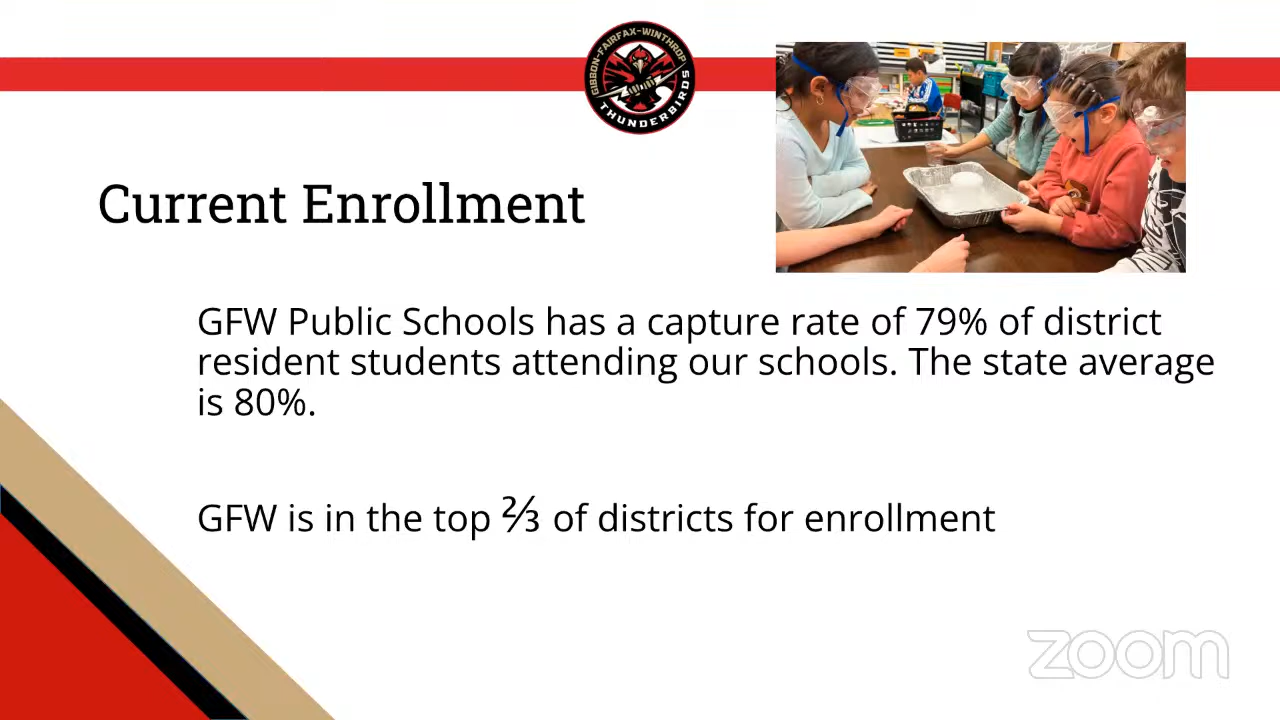 GIBBON-FAIRFAX-WINTHROP
THUNDERBIRDS
Current Enrollment
GFW Public Schools has a capture rate of 79% of district
resident students attending our schools. The state average
is 80%.
GFW is in the top ⅔ of districts for enrollment
zoom